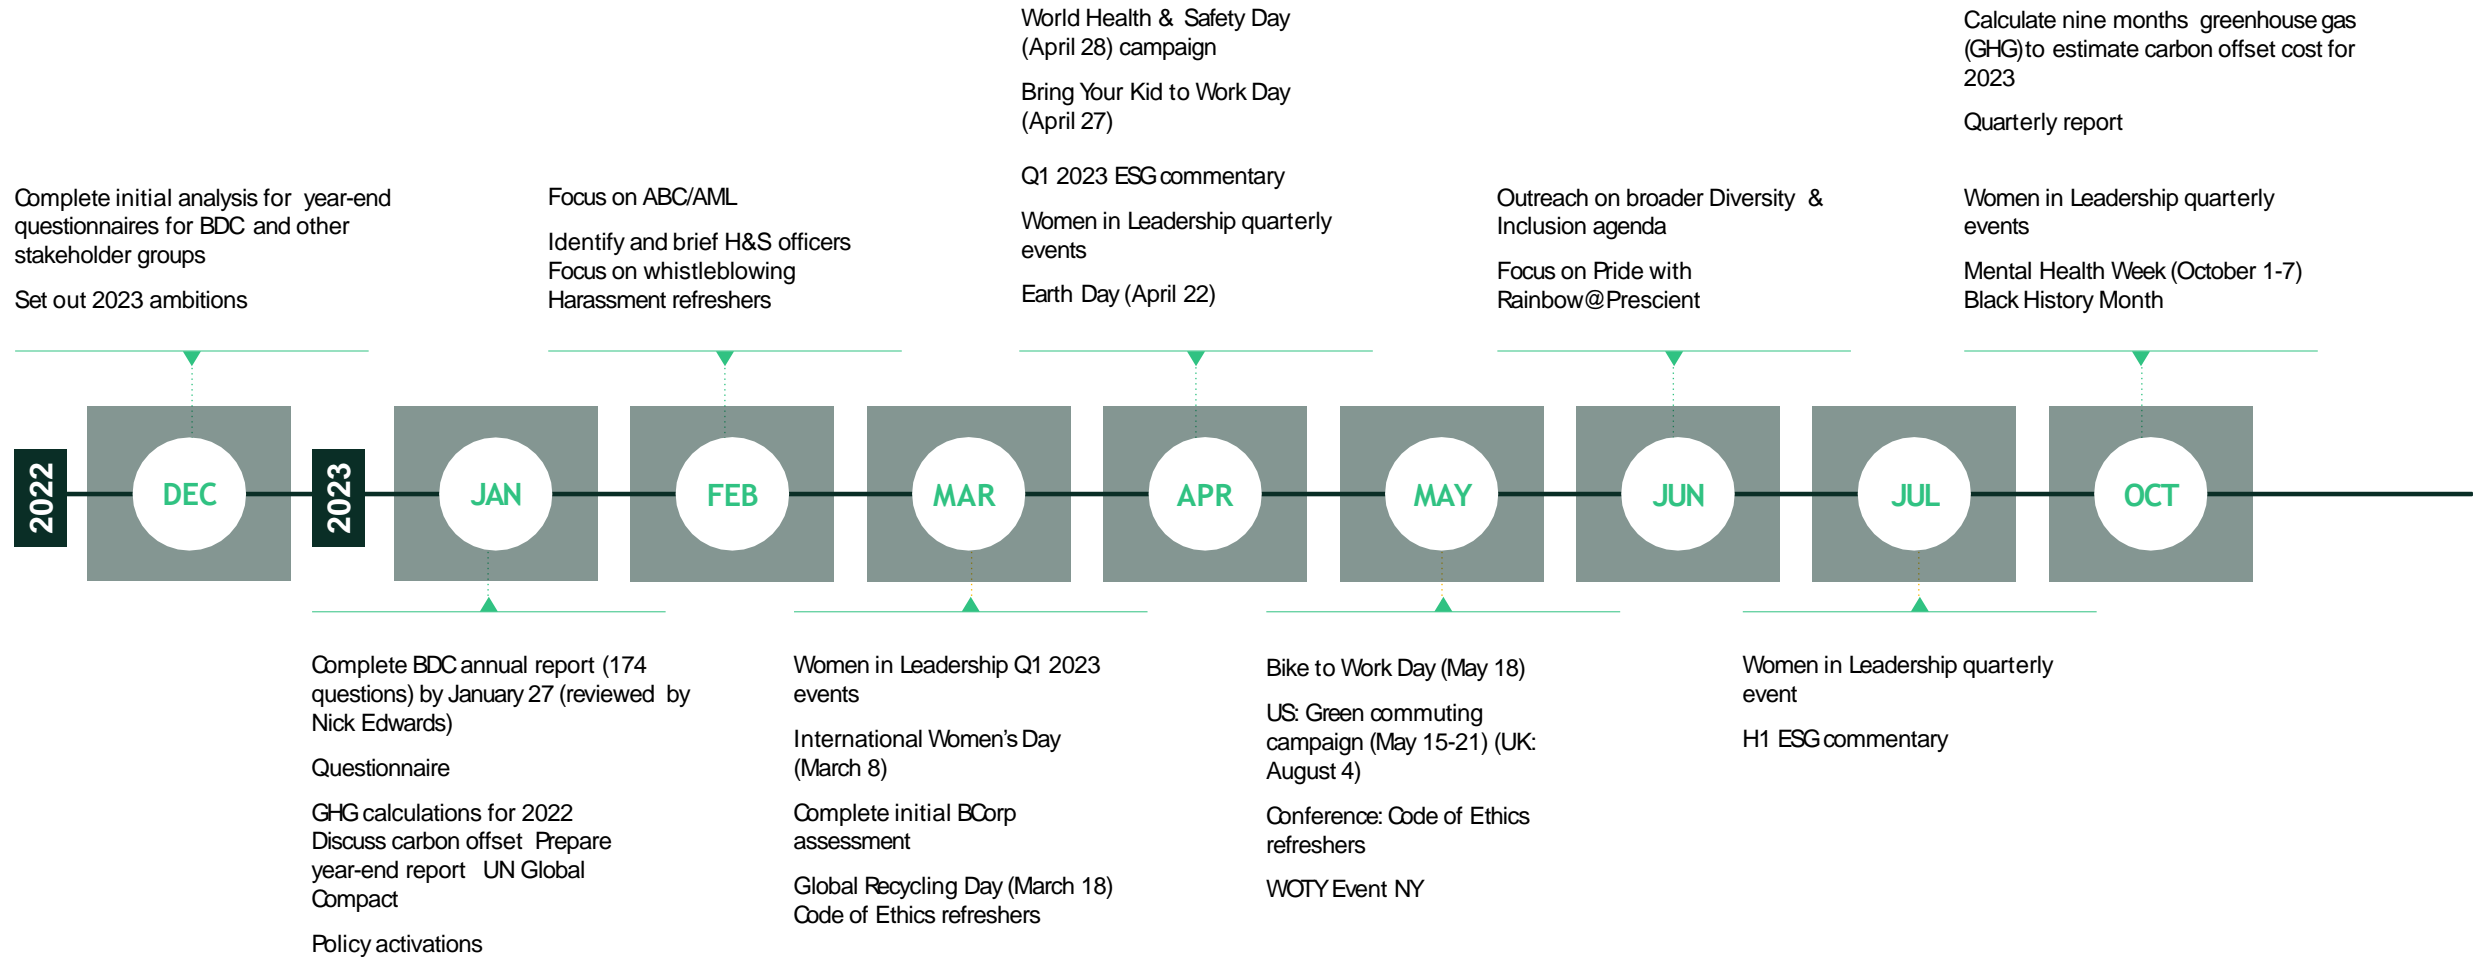 World Health & Safety Day
(April 28) campaign
Bring Your Kid to Work Day
(April 27)
Q1 2023 ESG commentary
Women in Leadership quarterly
events
Earth Day (April 22)
Calculate nine months greenhouse gas
(GHG) to estimate carbon offset cost for
2023
Quarterly report
Women in Leadership quarterly
events
Mental Health Week (October 1-7)
Black History Month
Complete initial analysis for year-end
questionnaires for BDC and other
stakeholder groups
Set out 2023 ambitions
Focus on ABC/AML
Identify and brief H&S officers
Focus on whistleblowing
Harassment refreshers
Outreach on broader Diversity &
Inclusion agenda
Focus on Pride with
Rainbow@Prescient
2022
DEC
2023
JAN
FEB
MAR
APR
MAY
JUN
JUL
OCT
Complete BDC annual report (174
questions) by January 27 (reviewed by
Nick Edwards)
Questionnaire
GHG calculations for 2022
Discuss carbon offset Prepare
year-end report UN Global
Compact
Policy activations
Women in Leadership Q1 2023
events
International Women's Day
(March 8)
Complete initial BCorp
assessment
Global Recycling Day (March 18)
Code of Ethics refreshers
Bike to Work Day (May 18)
US: Green commuting
campaign (May 15-21) (UK:
August 4)
Conference: Code of Ethics
refreshers
WOTY Event NY
Women in Leadership quarterly
event
H1 ESG commentary